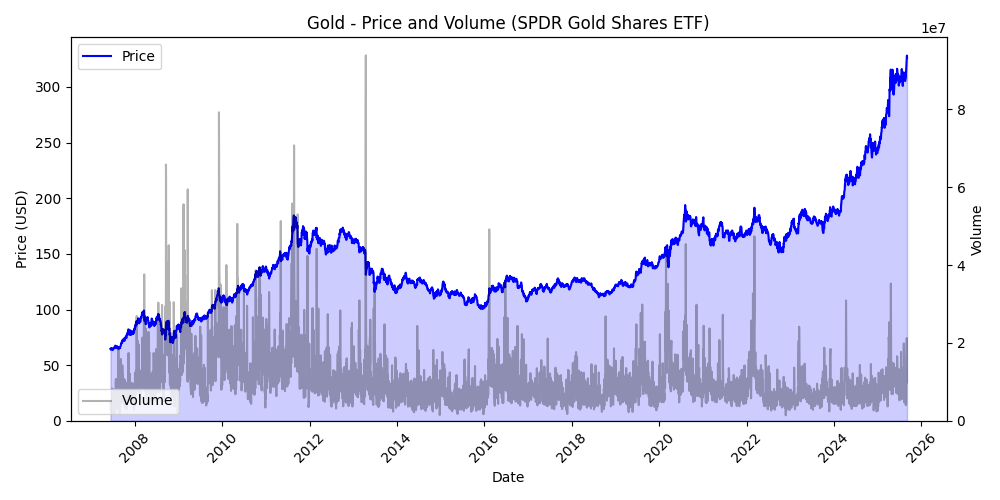 Gold - Price and Volume (SPDR Gold Shares ETF)
1e7
Price
Volume
Price (USD)
300
250
200
150
100
50
0
8
6
4
2
0
Volume
2008 2010 2012 2014 2016 2018 2020 2022 2024 2026
Date